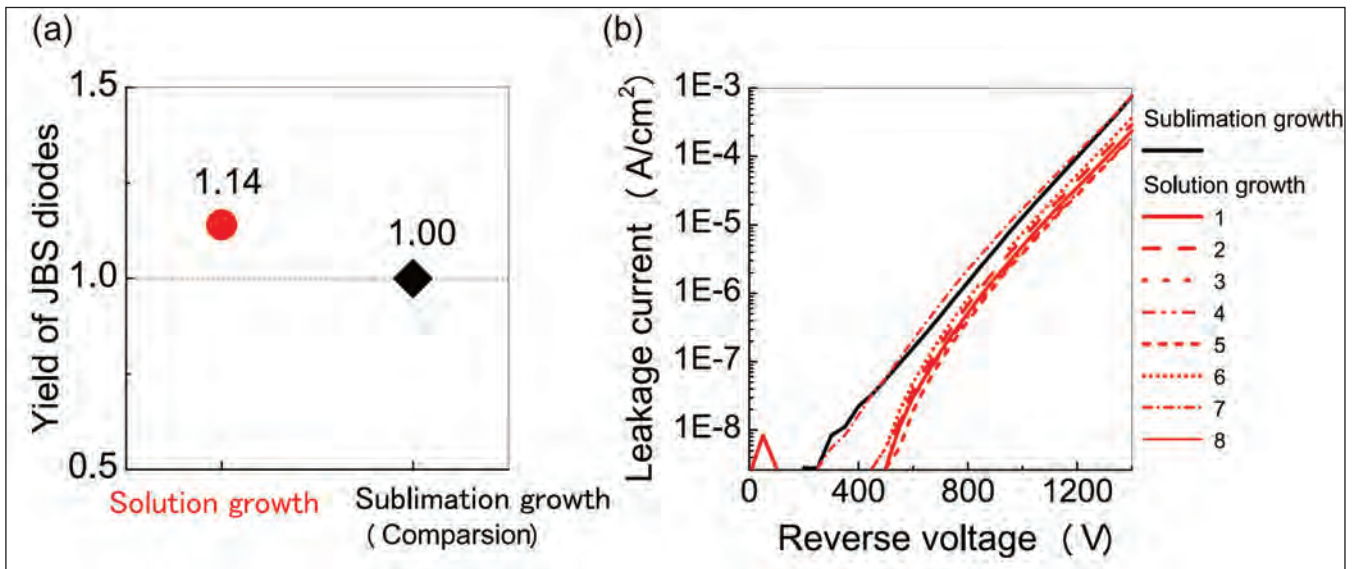 (a)
Yield of JBS diodes
1.5
1.0
0.5
1.14
1.00
Solution growth
Sublimation growth
(Comparsion)
(b)
Leakage current (A/cm²)
1E-3
1E-4
1E-5
1E-6
1E-7
1E-8
0
400
800
1200
Reverse voltage (V)
Sublimation growth
Solution growth
1
2
3
4
5
6
7
8